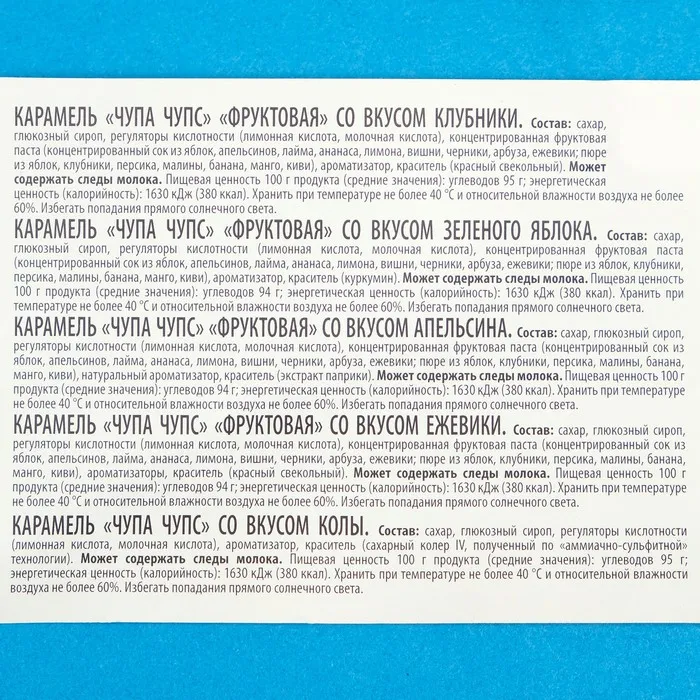 КАРАМЕЛЬ «ЧУПА ЧУПС» «ФРУКТОВАЯ» СО ВКУСОМ КЛУБНИКИ. Состав: сахар,
глюкозный сироп, регуляторы кислотности (лимонная кислота, молочная кислота), концентрированная фруктовая
паста (концентрированный сок из яблок, апельсинов, лайма, ананаса, лимона, вишни, черники, арбуза, ежевики; пюре
из яблок, клубники, персика, малины, банана, манго, киви), ароматизатор, краситель (красный свекольный). Может
содержать следы молока. Пищевая ценность 100 г продукта (средние значения): углеводов 95 г; энергетическая
ценность (калорийность): 1630 кДж (380 ккал). Хранить при температуре не более 40 °С и относительной влажности воздуха не более
60%. Избегать попадания прямого солнечного света.
КАРАМЕЛЬ «ЧУПА ЧУПС» «ФРУКТОВАЯ» СО ВКУСОМ ЗЕЛЕНОГО ЯБЛОКА. Состав: сахар,
глюкозный сироп, регуляторы кислотности (лимонная кислота, молочная кислота), концентрированная фруктовая паста
(концентрированный сок из яблок, апельсинов, лайма, ананаса, лимона, вишни, черники, арбуза, ежевики; пюре из яблок, клубники,
персика, малины, банана, манго, киви), ароматизатор, краситель (куркумин). Может содержать следы молока. Пищевая ценность
100 г продукта (средние значения): углеводов 94 г; энергетическая ценность (калорийность): 1630 кДж (380 ккал). Хранить при
температуре не более 40 °С и относительной влажности воздуха не более 60%. Избегать попадания прямого солнечного света.
КАРАМЕЛЬ «ЧУПА ЧУПС» «ФРУКТОВАЯ» СО ВКУСОМ АПЕЛЬСИНА. Состав: сахар, глюкозный сироп,
регуляторы кислотности (лимонная кислота, молочная кислота), концентрированная фруктовая паста (концентрированный сок из
яблок, апельсинов, лайма, ананаса, лимона, вишни, черники, арбуза, ежевики; пюре из яблок, клубники, персика, малины, банана,
манго, киви), натуральный ароматизатор, краситель (экстракт паприки). Может содержать следы молока. Пищевая ценность 100 г
продукта (средние значения): углеводов 94 г; энергетическая ценность (калорийность): 1630 кДж (380 ккал). Хранить при температуре
не более 40 °С и относительной влажности воздуха не более 60%. Избегать попадания прямого солнечного света.
КАРАМЕЛЬ «ЧУПА ЧУПС» «ФРУКТОВАЯ» СО ВКУСОМ ЕЖЕВИКИ. Состав: сахар, глюкозный сироп,
регуляторы кислотности (лимонная кислота, молочная кислота), концентрированная фруктовая паста (концентрированный сок из
яблок, апельсинов, лайма, ананаса, лимона, вишни, черники, арбуза, ежевики; пюре из яблок, клубники, персика, малины, банана,
манго, киви), ароматизаторы, краситель (красный свекольный). Может содержать следы молока. Пищевая ценность 100 г
продукта (средние значения): углеводов 94 г; энергетическая ценность (калорийность): 1630 кДж (380 ккал). Хранить при температуре
не более 40 °С и относительной влажности воздуха не более 60%. Избегать попадания прямого солнечного света.
КАРАМЕЛЬ «ЧУПА ЧУПС» СО ВКУСОМ КОЛЫ. Состав: сахар, глюкозный сироп, регуляторы кислотности
(лимонная кислота, молочная кислота), ароматизатор, краситель (сахарный колер IV, полученный по «аммиачно-сульфитной»
технологии). Может содержать следы молока. Пищевая ценность 100 г продукта (средние значения): углеводов 95 г;
энергетическая ценность (калорийность): 1630 кДж (380 ккал). Хранить при температуре не более 40 °С и относительной влажности
воздуха не более 60%. Избегать попадания прямого солнечного света.